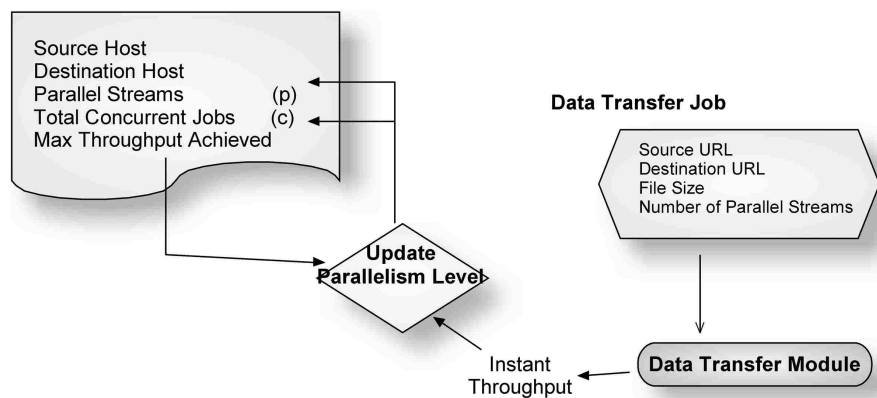 Source Host
Destination Host
Parallel Streams (p)
Total Concurrent Jobs (c)
Max Throughput Achieved
Data Transfer Job
Source URL
Destination URL
File Size
Number of Parallel Streams
Update
Parallelism Level
Instant
Throughput
Data Transfer Module